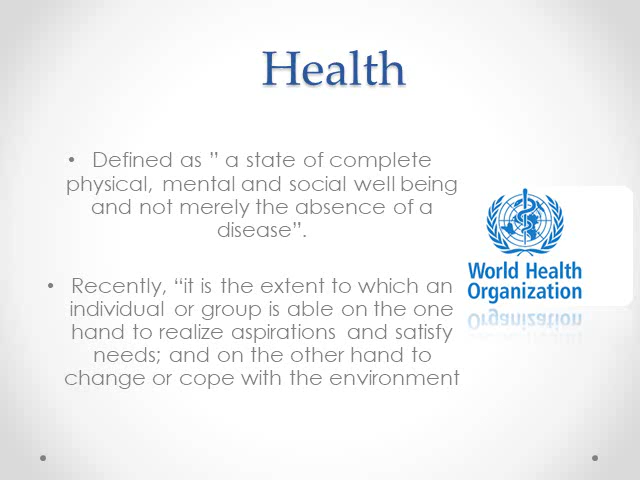 Health
• Defined as ” a state of complete
physical, mental and social well being
and not merely the absence of a
disease”.
• Recently, “it is the extent to which an
individual or group is able on the one
hand to realize aspirations and satisfy
needs; and on the other hand to
change or cope with the environment
World Health
Organization